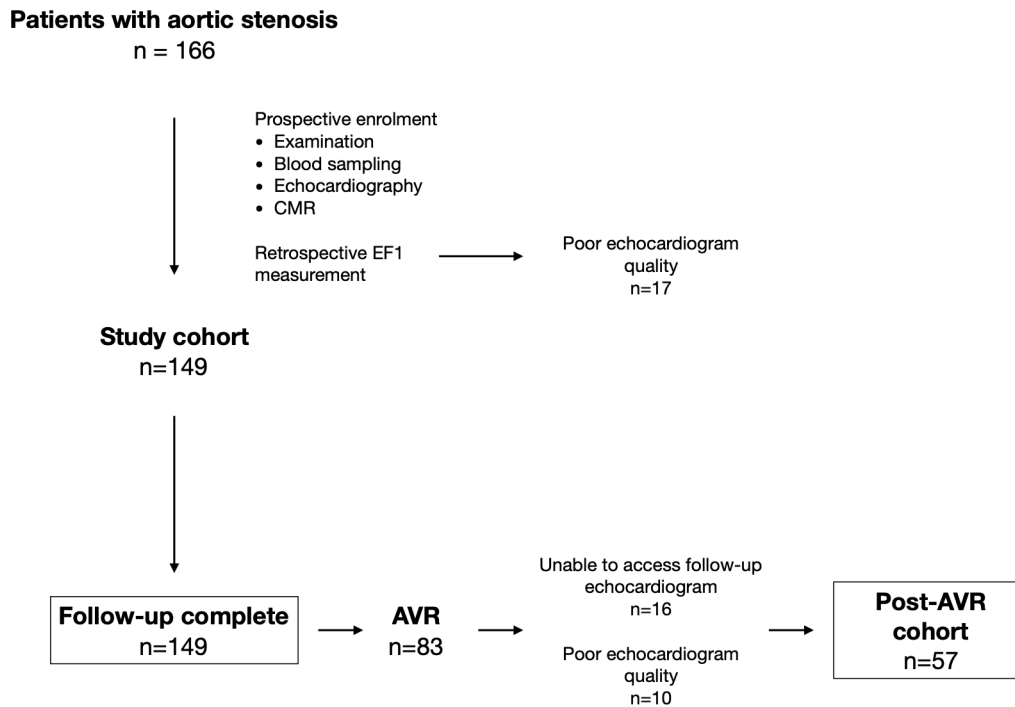 Patients with aortic stenosis
n = 166
Prospective enrolment
• Examination
• Blood sampling
• Echocardiography
• CMR
Retrospective EF1
measurement
Poor echocardiogram
quality
n=17
Study cohort
n=149
Follow-up complete
n=149
AVR
n=83
Unable to access follow-up
echocardiogram
n=16
Poor echocardiogram
quality
n=10
Post-AVR
cohort
n=57